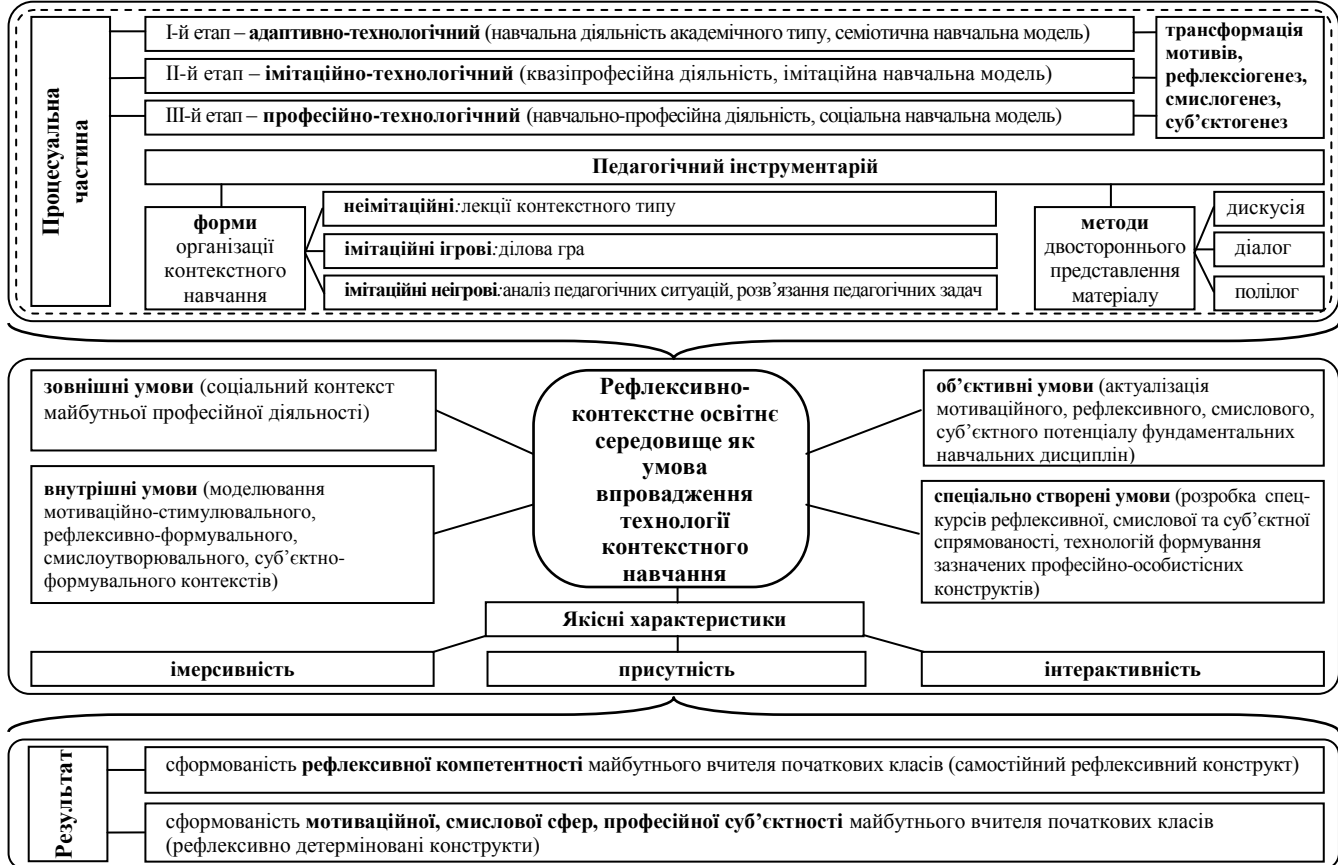 Процесуальна
частина
І-й етап – адаптивно-технологічний (навчальна діяльність академічного типу, семіотична навчальна модель)
ІІ-й етап – імітаційно-технологічний (квазіпрофесійна діяльність, імітаційна навчальна модель)
ІІІ-й етап – професійно-технологічний (навчально-професійна діяльність, соціальна навчальна модель)
трансформація
мотивів,
рефлексіогенез,
смислогенез,
суб’єктогенез
Педагогічний інструментарій
форми
організації
контекстного
навчання
неімітаційні:лекції контекстного типу
імітаційні ігрові:ділова гра
імітаційні неігрові:аналіз педагогічних ситуацій, розв’язання педагогічних задач
методи
двостороннього
представлення
матеріалу
дискусія
діалог
полілог
зовнішні умови (соціальний контекст
майбутньої професійної діяльності)
внутрішні умови (моделювання
мотиваційно-стимулювального,
рефлексивно-формувального,
смислоутворювального, суб’єктно-
формувального контекстів)
Рефлексивно-
контекстне освітнє
середовище як
умова
впровадження
технології
контекстного
навчання
об’єктивні умови (актуалізація
мотиваційного, рефлексивного, смислового,
суб’єктного потенціалу фундаментальних
навчальних дисциплін)
спеціально створені умови (розробка спец-
курсів рефлексивної, смислової та суб’єктної
спрямованості, технологій формування
зазначених професійно-особистісних
конструктів)
Якісні характеристики
імерсивність
присутність
інтерактивність
Результат
сформованість рефлексивної компетентності майбутнього вчителя початкових класів (самостійний рефлексивний конструкт)
сформованість мотиваційної, смислової сфер, професійної суб’єктності майбутнього вчителя початкових класів
(рефлексивно детерміновані конструкти)